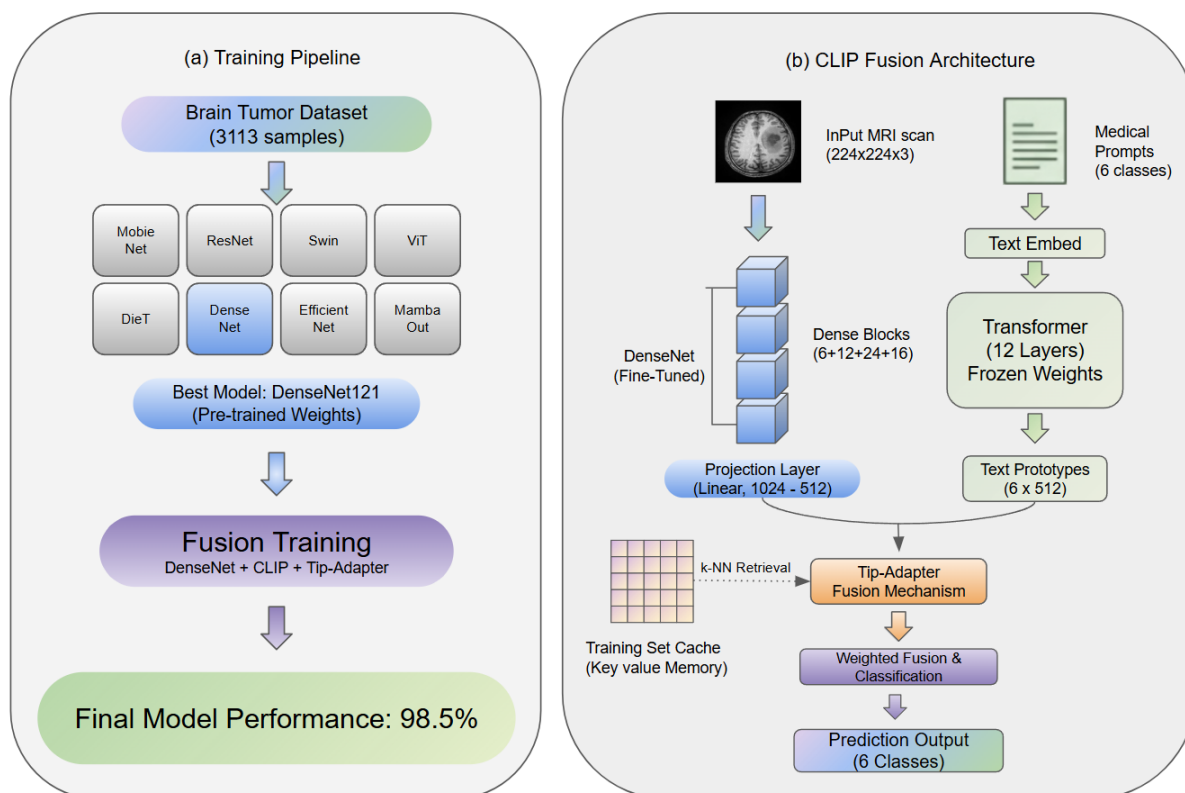 (a) Training Pipeline
Brain Tumor Dataset
(3113 samples)
Mobie
Net
ResNet
Swin
ViT
DieT
Dense
Net
Efficient
Net
Mamba
Out
Best Model: DenseNet121
(Pre-trained Weights)
Fusion Training
DenseNet + CLIP + Tip-Adapter
Final Model Performance: 98.5%
(b) CLIP Fusion Architecture
InPut MRI scan
(224x224x3)
Medical
Prompts
(6 classes)
Text Embed
DenseNet
(Fine-Tuned)
Dense Blocks
(6+12+24+16)
Transformer
(12 Layers)
Frozen Weights
Projection Layer
(Linear, 1024 - 512)
Text Prototypes
(6 x 512)
k-NN Retrieval
Tip-Adapter
Fusion Mechanism
Training Set Cache
(Key value Memory)
Weighted Fusion &
Classification
Prediction Output
(6 Classes)